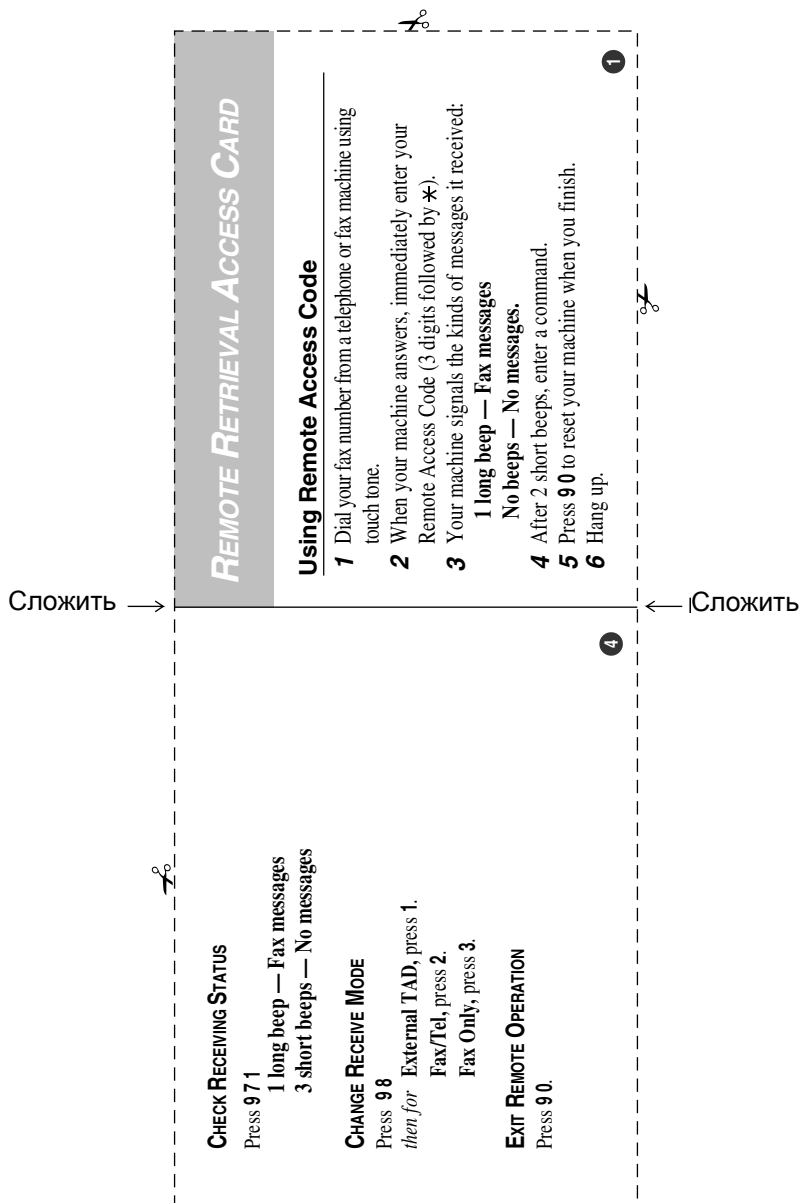 REMOTE RETRIEVAL ACCESS CARD
Using Remote Access Code
1 Dial your fax number from a telephone or fax machine using
touch tone.
2 When your machine answers, immediately enter your
Remote Access Code (3 digits followed by ✱).
3 Your machine signals the kinds of messages it received:
1 long beep — Fax messages
No beeps — No messages.
4 After 2 short beeps, enter a command.
5 Press 9 0 to reset your machine when you finish.
6 Hang up.
1
Сложить
Сложить
CHECK RECEIVING STATUS
Press 9 7 1
1 long beep — Fax messages
3 short beeps — No messages
CHANGE RECEIVE MODE
Press 9 8
then for External TAD, press 1.
Fax/Tel, press 2.
Fax Only, press 3.
EXIT REMOTE OPERATION
Press 9 0.
4